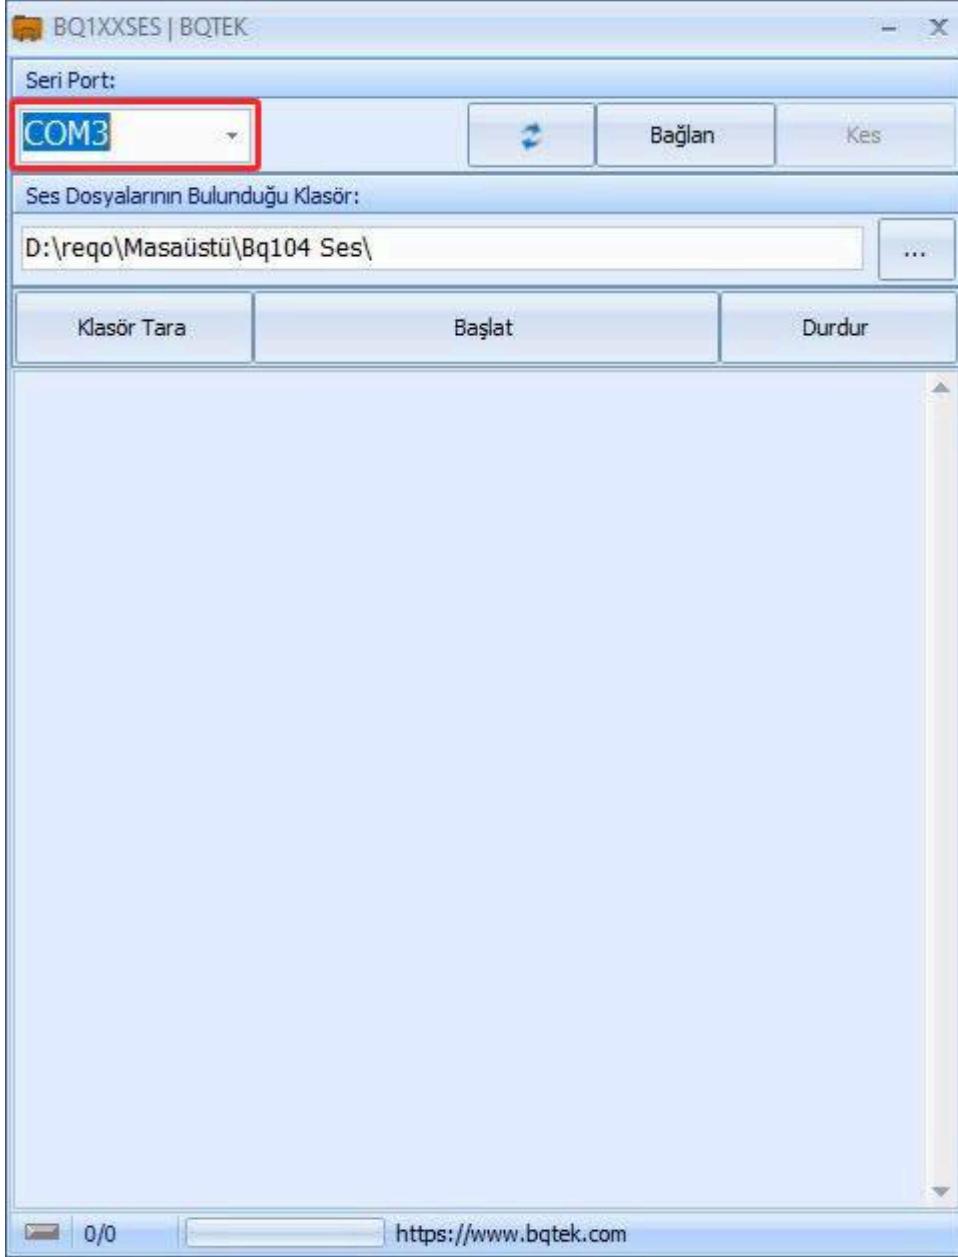 BQ1XXSES | BQTEK
Seri Port:
COM3 Bağlan Kes
Ses Dosyalarının Bulunduğu Klasör:
D:\reqo\Masaüstü\Bq104 Ses\ ...
Klasör Tara Başlat Durdur
0/0 https://www.bqtek.com